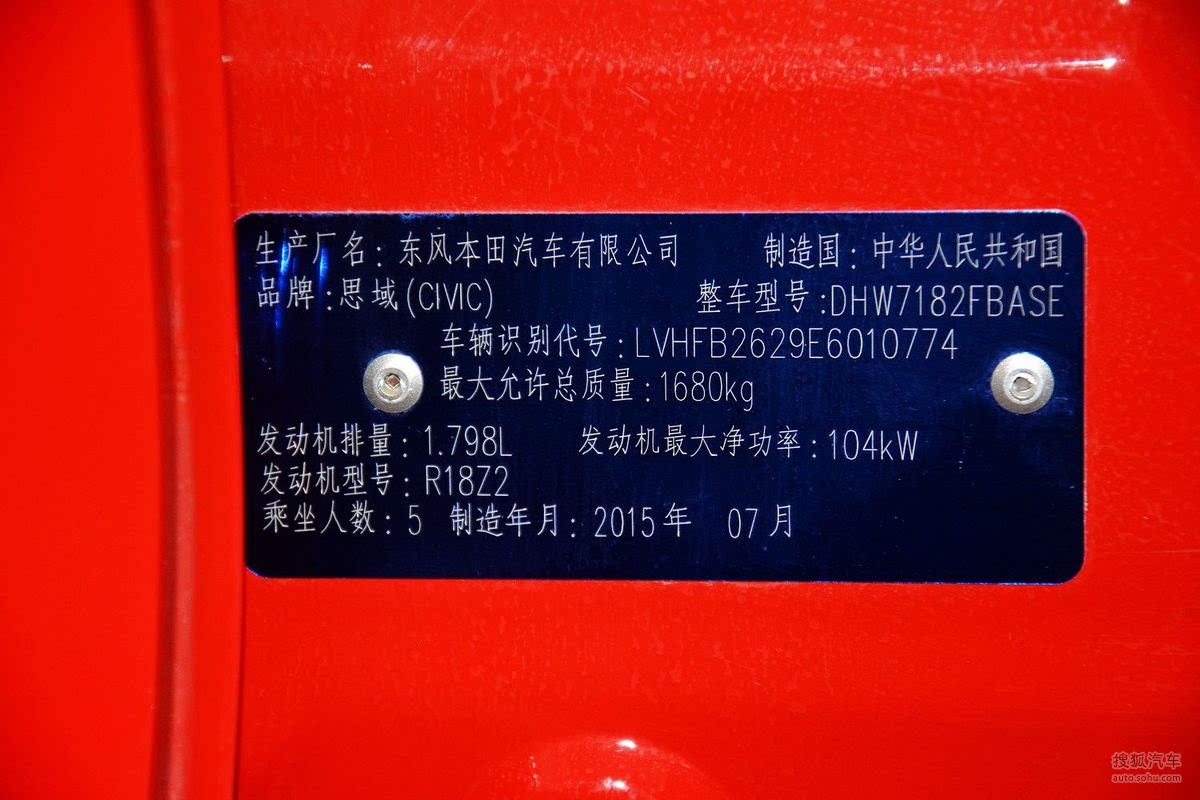 生产厂名：东风本田汽车有限公司 制造国：中华人民共和国
品牌：思域(CIVIC) 整车型号：DHW7182FBASE
车辆识别代号：LVHFB2629E6010774
最大允许总质量：1680kg
发动机排量：1.798L 发动机最大净功率：104kW
发动机型号：R18Z2
乘坐人数：5 制造年月：2015年 07月
搜狐汽车
auto.sohu.com